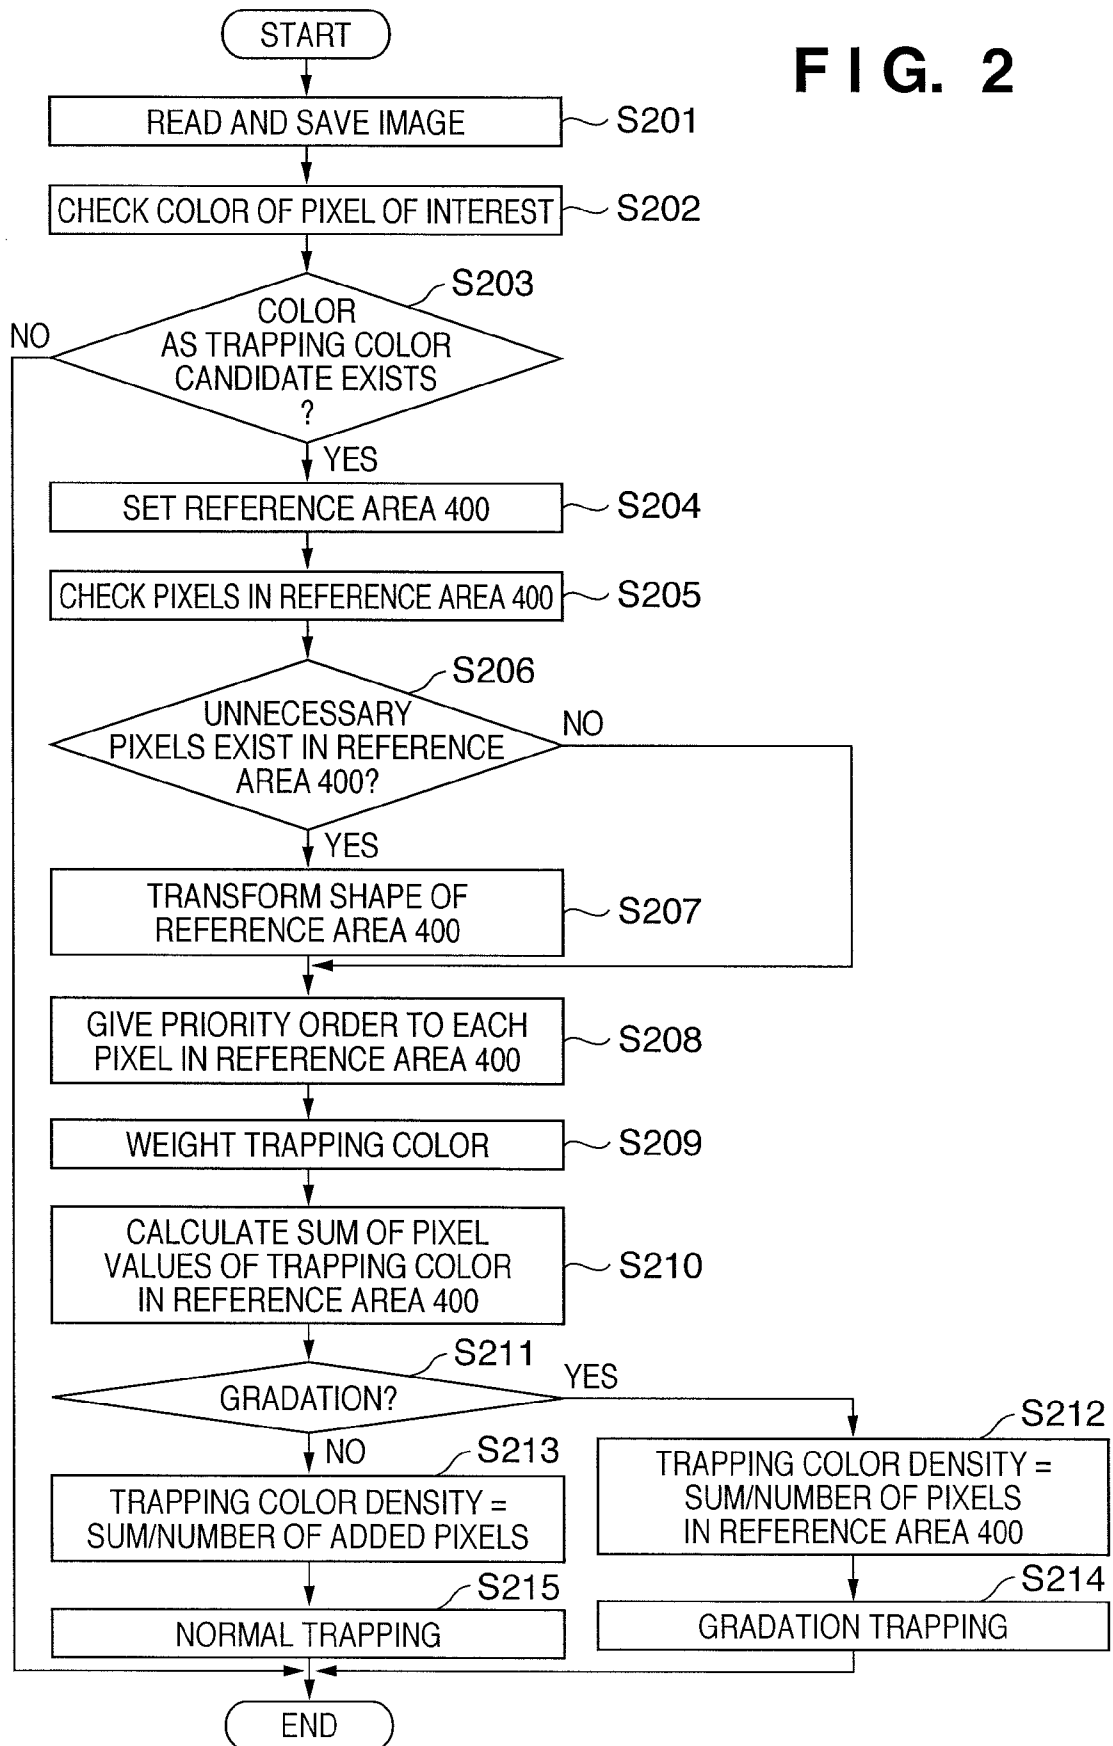 START
FIG. 2
READ AND SAVE IMAGE
S201
CHECK COLOR OF PIXEL OF INTEREST
S202
S203
COLOR
AS TRAPPING COLOR
CANDIDATE EXISTS
?
NO
YES
SET REFERENCE AREA 400
S204
CHECK PIXELS IN REFERENCE AREA 400
S205
S206
UNNECESSARY
PIXELS EXIST IN REFERENCE
AREA 400?
NO
YES
TRANSFORM SHAPE OF
REFERENCE AREA 400
S207
GIVE PRIORITY ORDER TO EACH
PIXEL IN REFERENCE AREA 400
S208
WEIGHT TRAPPING COLOR
S209
CALCULATE SUM OF PIXEL
VALUES OF TRAPPING COLOR
IN REFERENCE AREA 400
S210
S211
GRADATION?
YES
NO
S213
TRAPPING COLOR DENSITY =
SUM/NUMBER OF ADDED PIXELS
S212
TRAPPING COLOR DENSITY =
SUM/NUMBER OF PIXELS
IN REFERENCE AREA 400
S215
NORMAL TRAPPING
S214
GRADATION TRAPPING
END